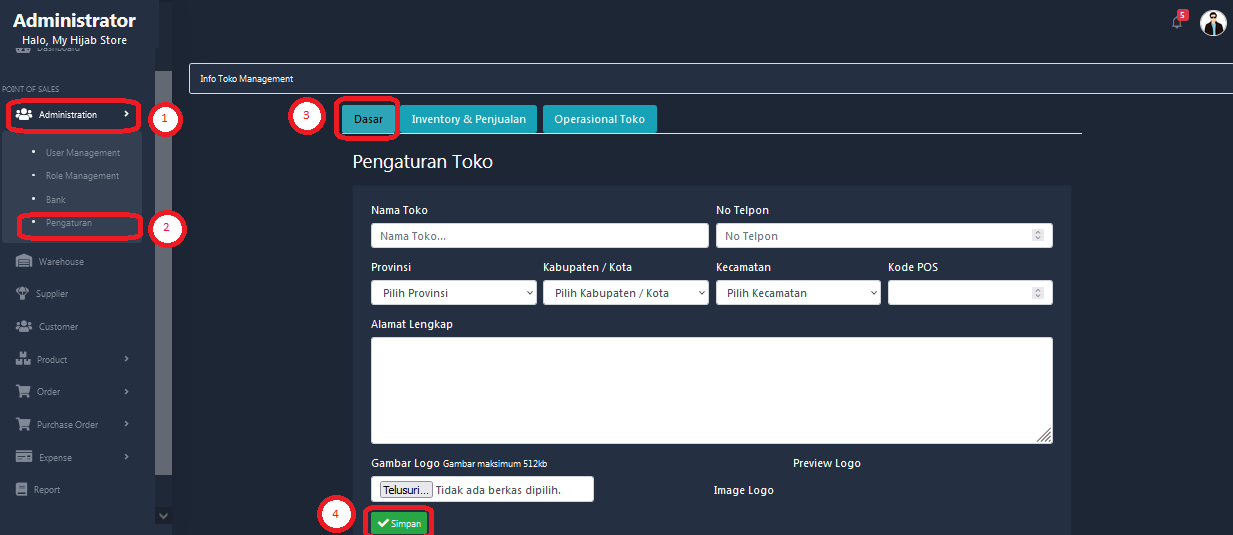 Administrator
Halo, My Hijab Store
Dashboard
5
POINT OF SALES
Administration
1
User Management
Role Management
Bank
Pengaturan
2
Warehouse
Supplier
Customer
Product
Order
Purchase Order
Expense
Report
Info Toko Management
3
Dasar
Inventory & Penjualan
Operasional Toko
Pengaturan Toko
Nama Toko
No Telpon
Nama Toko...
No Telpon
Provinsi
Kabupaten / Kota
Kecamatan
Kode POS
Pilih Provinsi
Pilih Kabupaten / Kota
Pilih Kecamatan
Alamat Lengkap
Gambar Logo Gambar maksimum 512kb
Preview Logo
Telusuri... Tidak ada berkas dipilih.
Image Logo
4
Simpan